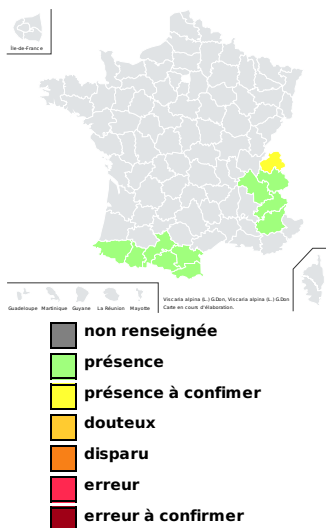 Île-de-France
Guadeloupe Martinique Guyane La Réunion Mayotte
Viscaria alpina (L.) G.Don, Viscaria alpina (L.) G.Don
Carte en cours d'élaboration.
non renseignée
présence
présence à confimer
douteux
disparu
erreur
erreur à confirmer